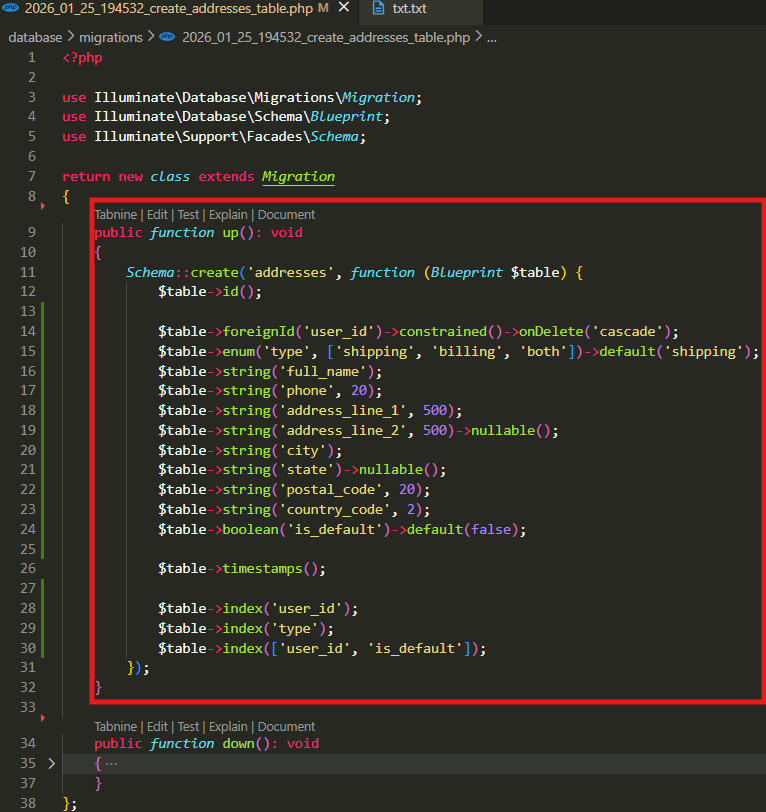 2026_01_25_194532_create_addresses_table.php M
txt.txt
database > migrations > 2026_01_25_194532_create_addresses_table.php > ...
1 <?php
2
3 use Illuminate\Database\Migrations\Migration;
4 use Illuminate\Database\Schema\Blueprint;
5 use Illuminate\Support\Facades\Schema;
6
7 return new class extends Migration
8 {
Tabnine | Edit | Test | Explain | Document
9 public function up(): void
10 {
11 Schema::create('addresses', function (Blueprint $table) {
12 $table->id();
13
14 $table->foreignId('user_id')->constrained()->onDelete('cascade');
15 $table->enum('type', ['shipping', 'billing', 'both'])->default('shipping');
16 $table->string('full_name');
17 $table->string('phone', 20);
18 $table->string('address_line_1', 500);
19 $table->string('address_line_2', 500)->nullable();
20 $table->string('city');
21 $table->string('state')->nullable();
22 $table->string('postal_code', 20);
23 $table->string('country_code', 2);
24 $table->boolean('is_default')->default(false);
25
26 $table->timestamps();
27
28 $table->index('user_id');
29 $table->index('type');
30 $table->index(['user_id', 'is_default']);
31 });
32 }
33
Tabnine | Edit | Test | Explain | Document
34 public function down(): void
35 { ...
37 }
38 };